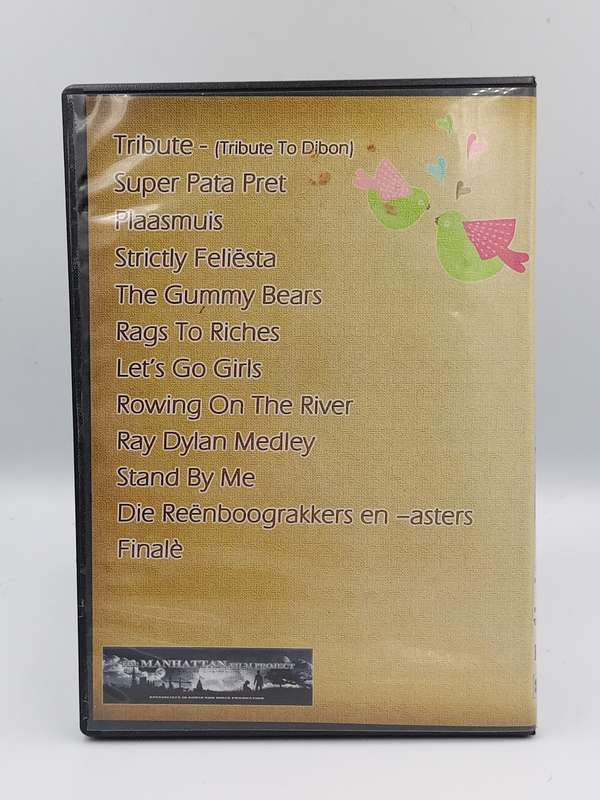 Tribute - (Tribute To Dibon)
Super Pata Pret
Plaasmuis
Strictly Feliësta
The Gummy Bears
Rags To Riches
Let's Go Girls
Rowing On The River
Ray Dylan Medley
Stand By Me
Die Reënboograkkers en –asters
Finalè
THE MANHATTAN FILM PROJECT